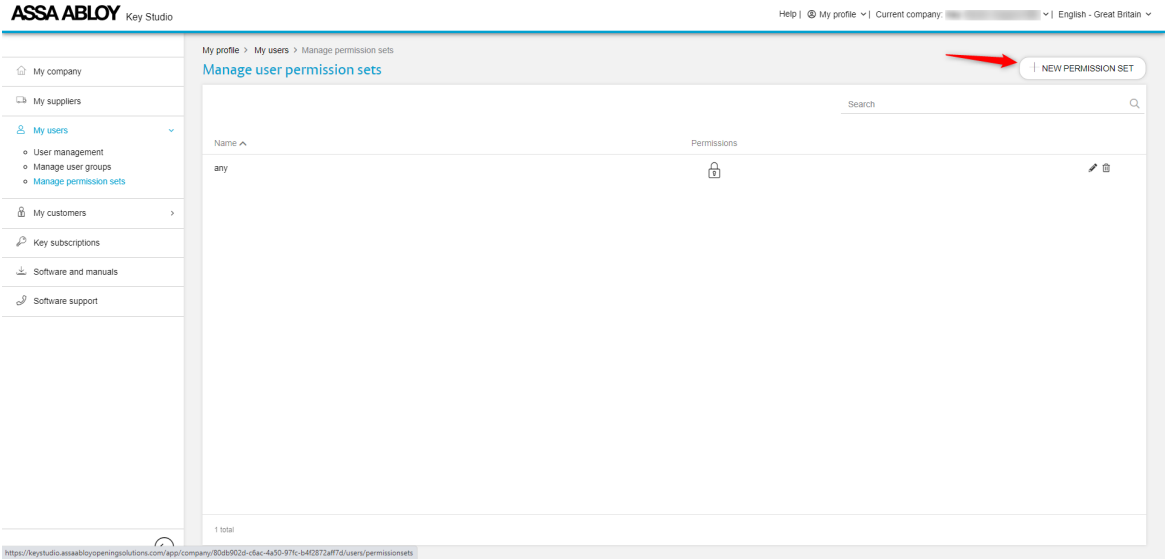 ASSA ABLOY Key Studio
Help | My profile | Current company: | English - Great Britain
My profile > My users > Manage permission sets
Manage user permission sets
+ NEW PERMISSION SET
My company
My suppliers
My users
User management
Manage user groups
Manage permission sets
My customers
Key subscriptions
Software and manuals
Software support
Search
Name Permissions
any
1 total
https://keystudio.assaabloyopeningsolutions.com/app/company/80db902d-c6ac-4a50-97fc-b4f2872aff7d/users/permissionsets